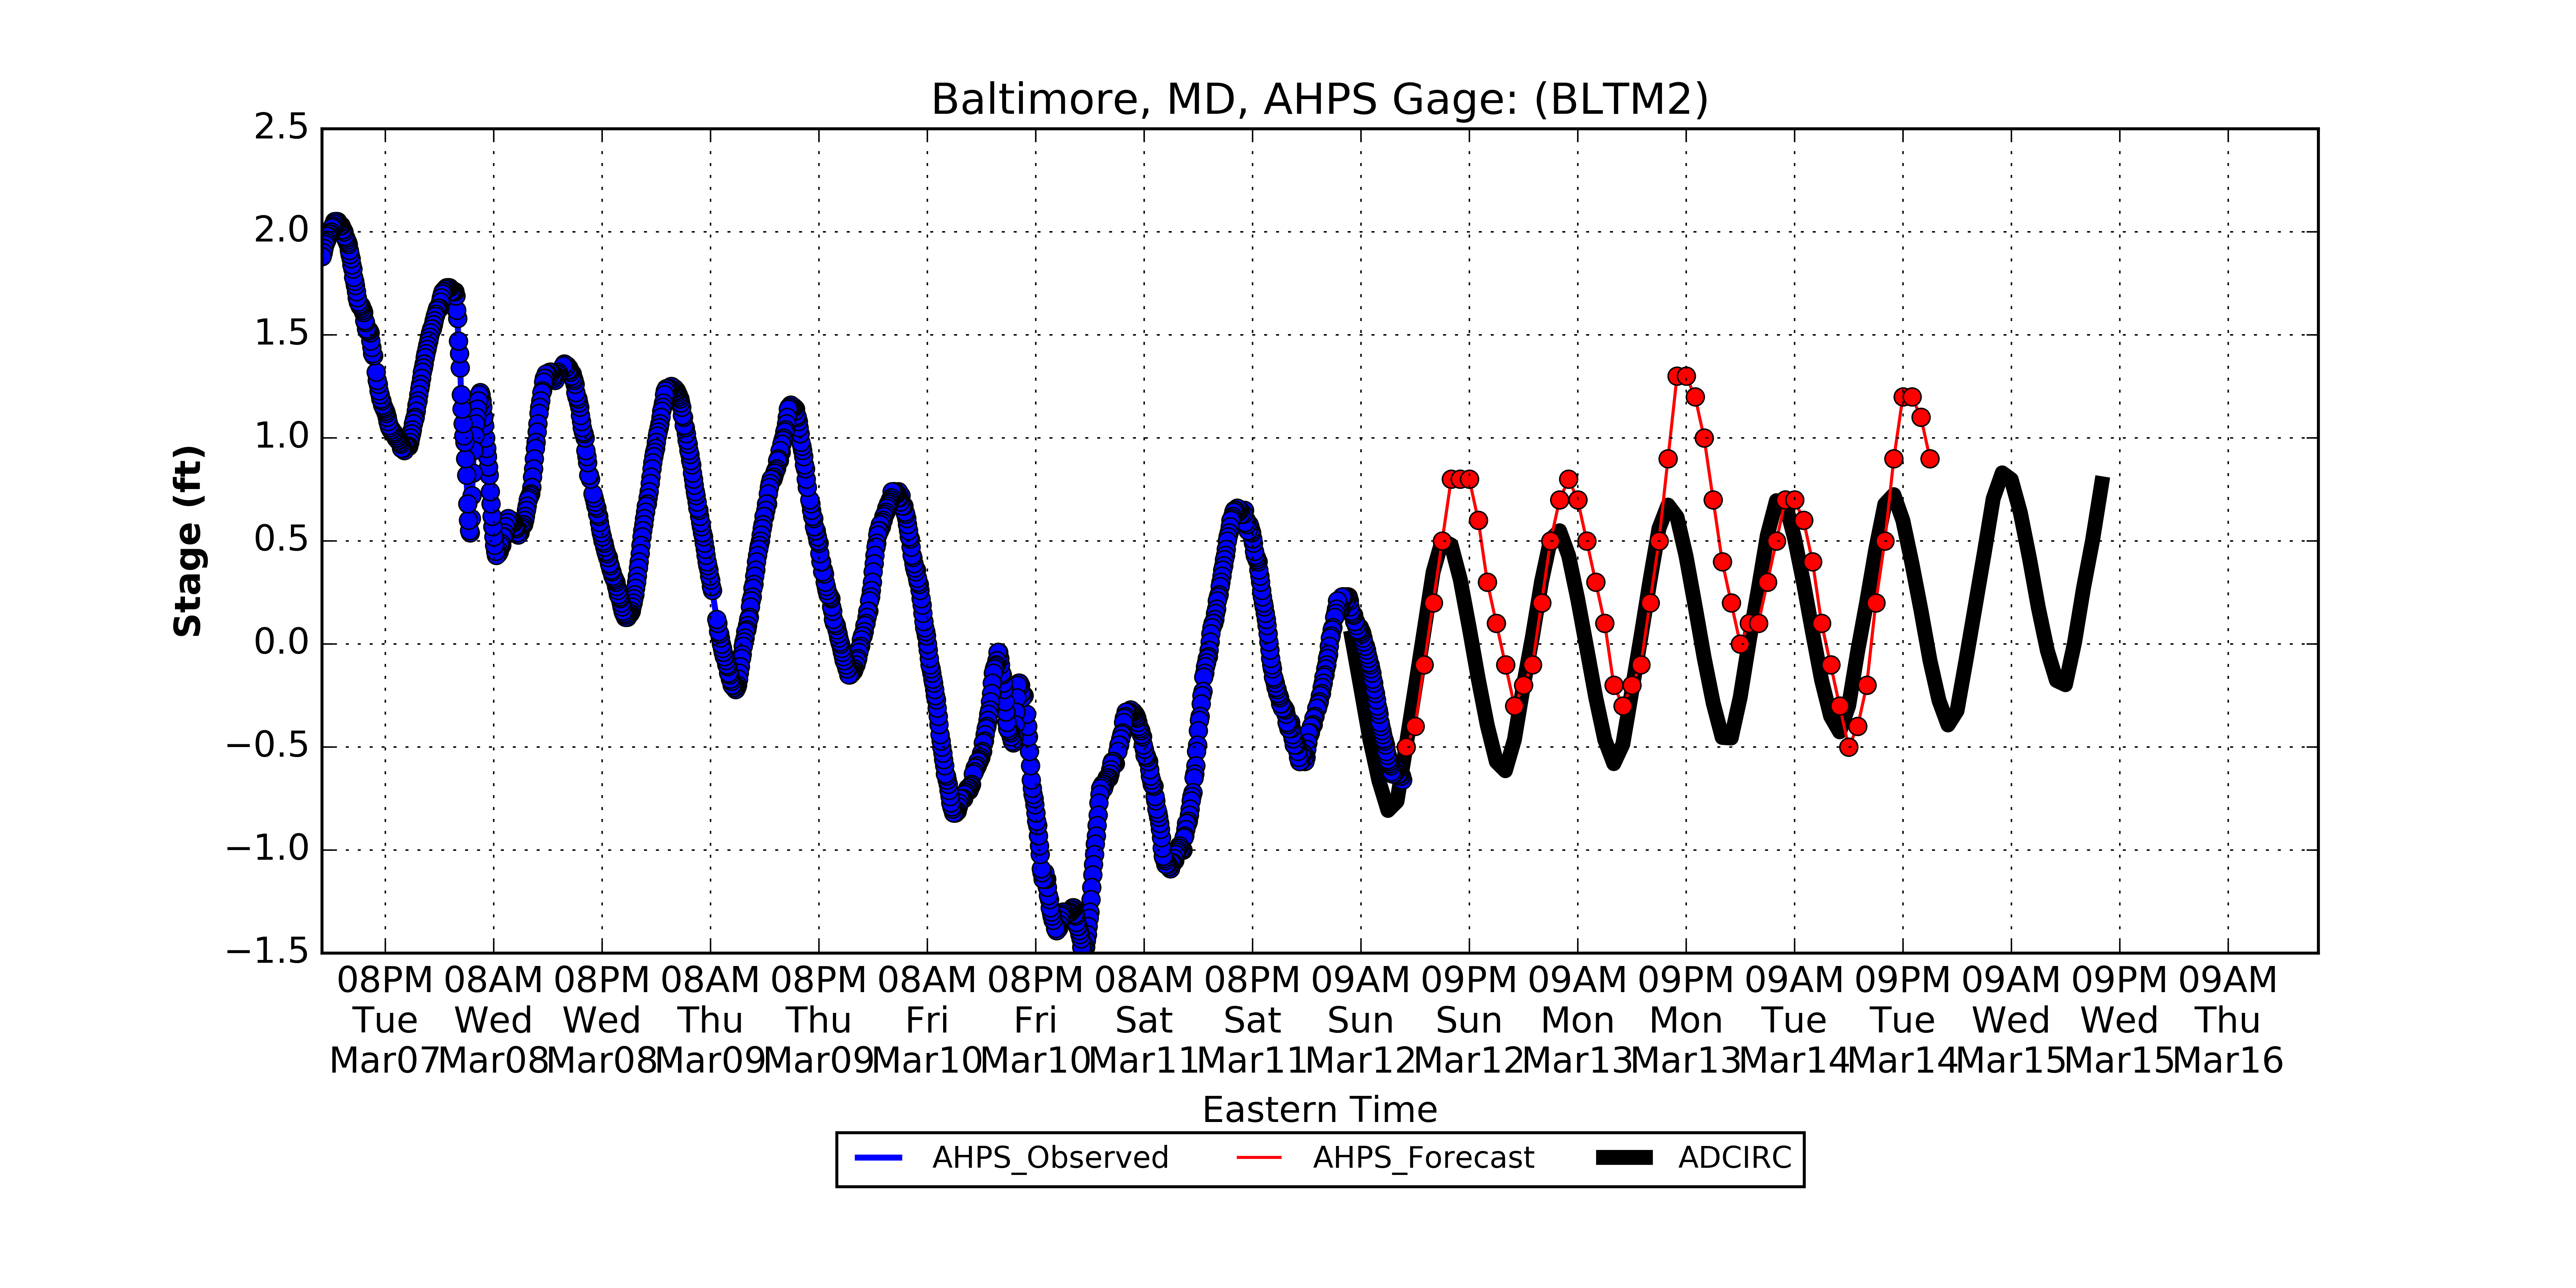 Baltimore, MD, AHPS Gage: (BLTM2)
2.5
2.0
1.5
1.0
0.5
0.0
−0.5
−1.0
−1.5
Stage (ft)
08PM 08AM 08PM 08AM 08PM 08AM 08PM 08AM 08PM 09AM 09PM 09AM 09PM 09AM 09PM 09AM 09PM 09AM
Tue Wed Wed Thu Thu Fri Fri Sat Sat Sun Sun Mon Mon Tue Tue Wed Wed Thu
Mar07 Mar08 Mar08 Mar09 Mar09 Mar10 Mar10 Mar11 Mar11 Mar12 Mar12 Mar13 Mar13 Mar14 Mar14 Mar15 Mar15 Mar16
Eastern Time
AHPS_Observed AHPS_Forecast ADCIRC